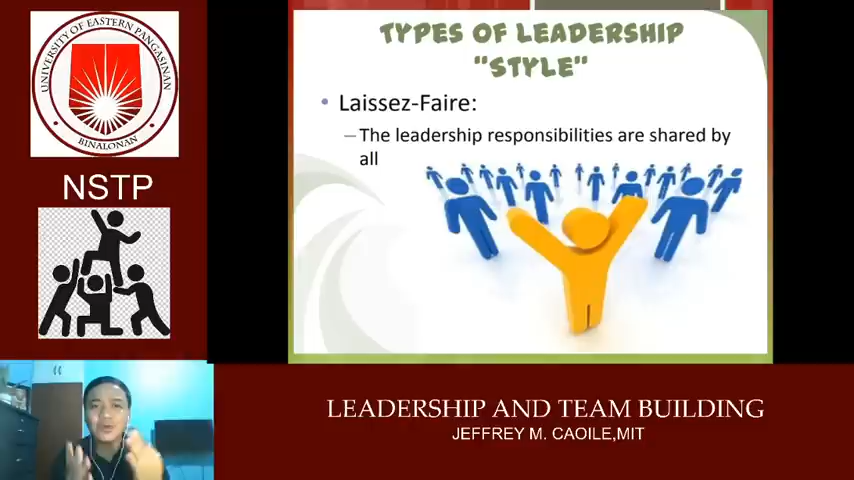 UNIVERSITY OF EASTERN PANGASINAN
BINALONAN
NSTP
TYPES OF LEADERSHIP
"STYLE"
• Laissez-Faire:
–The leadership responsibilities are shared by
all
LEADERSHIP AND TEAM BUILDING
JEFFREY M. CAOILE,MIT